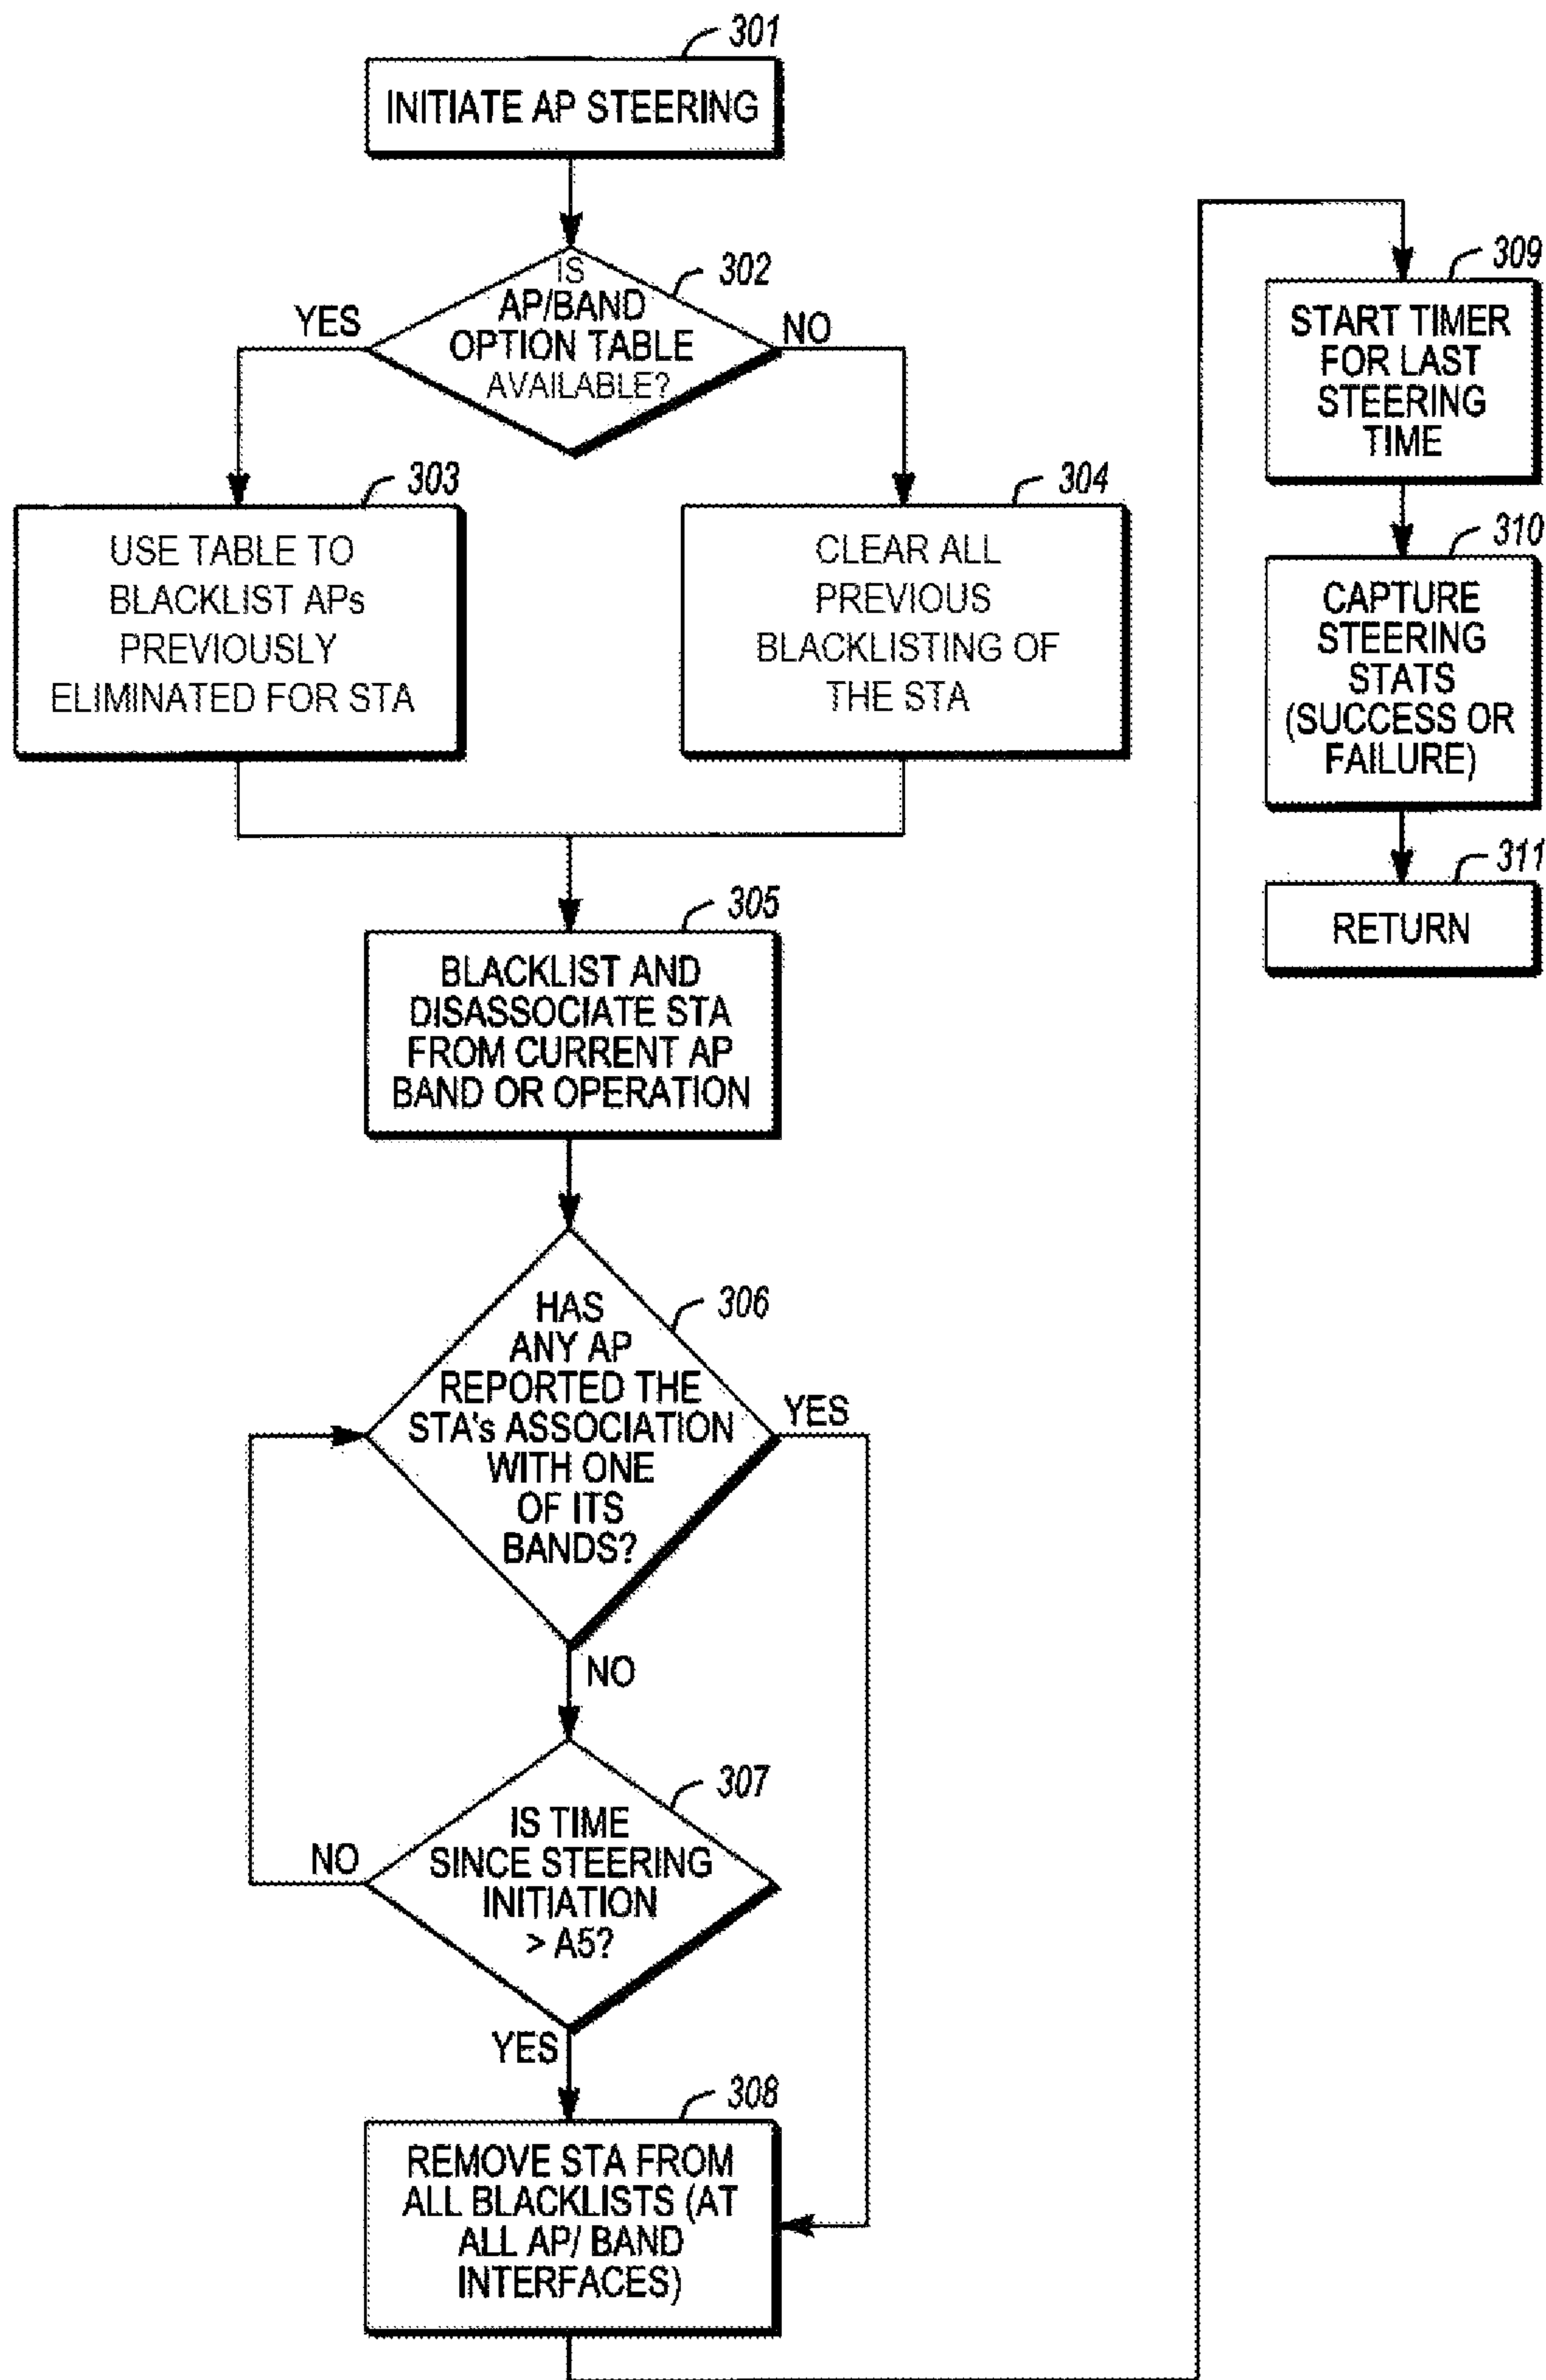 301
INITIATE AP STEERING
302
IS
AP/BAND
OPTION TABLE
AVAILABLE?
YES
NO
303
USE TABLE TO
BLACKLIST APs
PREVIOUSLY
ELIMINATED FOR STA
304
CLEAR ALL
PREVIOUS
BLACKLISTING OF
THE STA
305
BLACKLIST AND
DISASSOCIATE STA
FROM CURRENT AP
BAND OR OPERATION
306
HAS
ANY AP
REPORTED THE
STA's ASSOCIATION
WITH ONE
OF ITS
BANDS?
YES
NO
307
IS TIME
SINCE STEERING
INITIATION
> A5?
NO
YES
308
REMOVE STA FROM
ALL BLACKLISTS (AT
ALL AP/ BAND
INTERFACES)
309
START TIMER
FOR LAST
STEERING
TIME
310
CAPTURE
STEERING
STATS
(SUCCESS OR
FAILURE)
311
RETURN